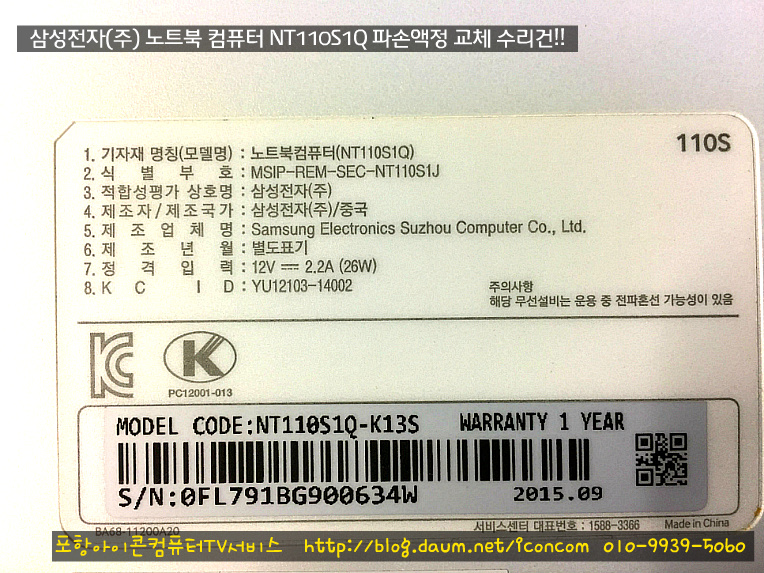 삼성전자(주) 노트북 컴퓨터 NT110S1Q 파손액정 교체 수리건!!
110S
1. 기자재 명칭(모델명) : 노트북컴퓨터(NT110S1Q)
2. 식 별 부 호 : MSIP-REM-SEC-NT110S1J
3. 적합성평가 상호명 : 삼성전자(주)
4. 제조자/제조국가 : 삼성전자(주)/중국
5. 제 조 업 체 명 : Samsung Electronics Suzhou Computer Co., Ltd.
6. 제 조 년 월 : 별도표기
7. 정 격 입 력 : 12V ⎓ 2.2A (26W)
8. K C I D : YU12103-14002
주의사항
해당 무선설비는 운용 중 전파혼선 가능성이 있음
PC12001-013
MODEL CODE:NT110S1Q-K13S WARRANTY 1 YEAR
S/N:0FL791BG900634W 2015.09
BA68-11200A20 서비스센터 대표번호 : 1588-3366 Made in China
포항아이콘컴퓨터TV서비스 http://blog.daum.net/iconcom 010-9939-5060